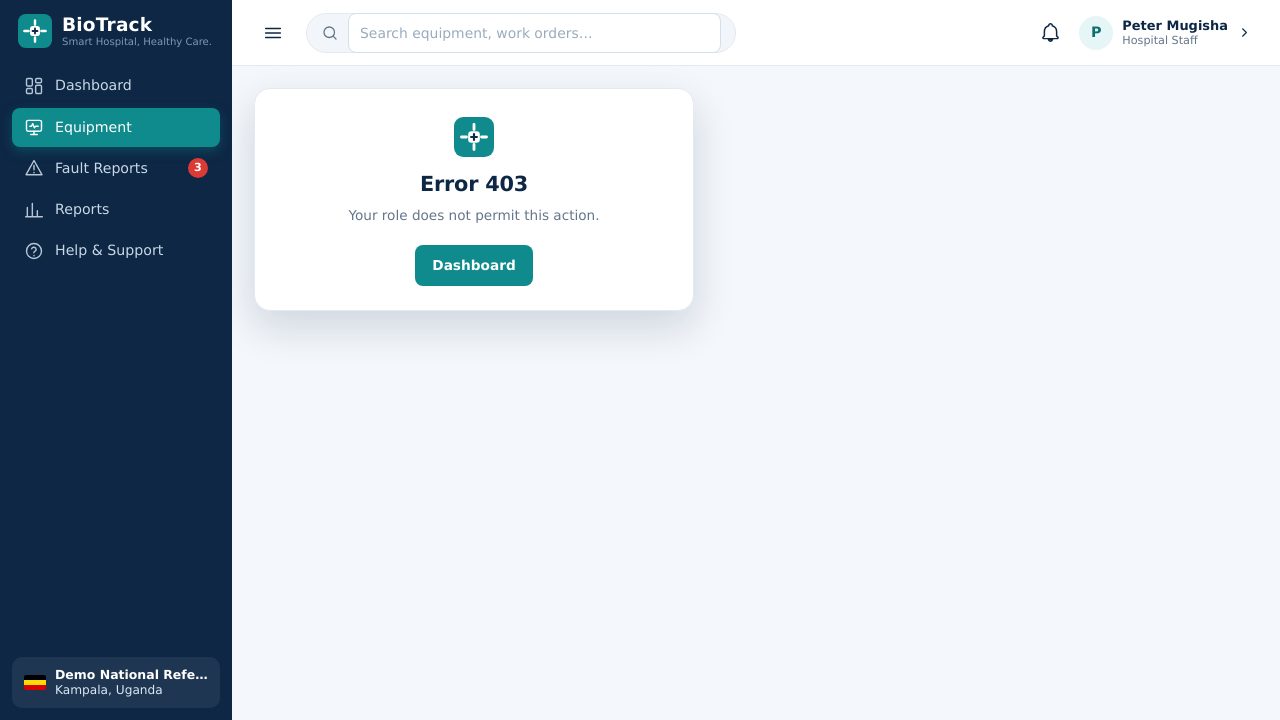 BioTrack
Smart Hospital, Healthy Care.
Dashboard
Equipment
Fault Reports 3
Reports
Help & Support
Demo National Refe...
Kampala, Uganda
Search equipment, work orders...
P
Peter Mugisha
Hospital Staff
Error 403
Your role does not permit this action.
Dashboard